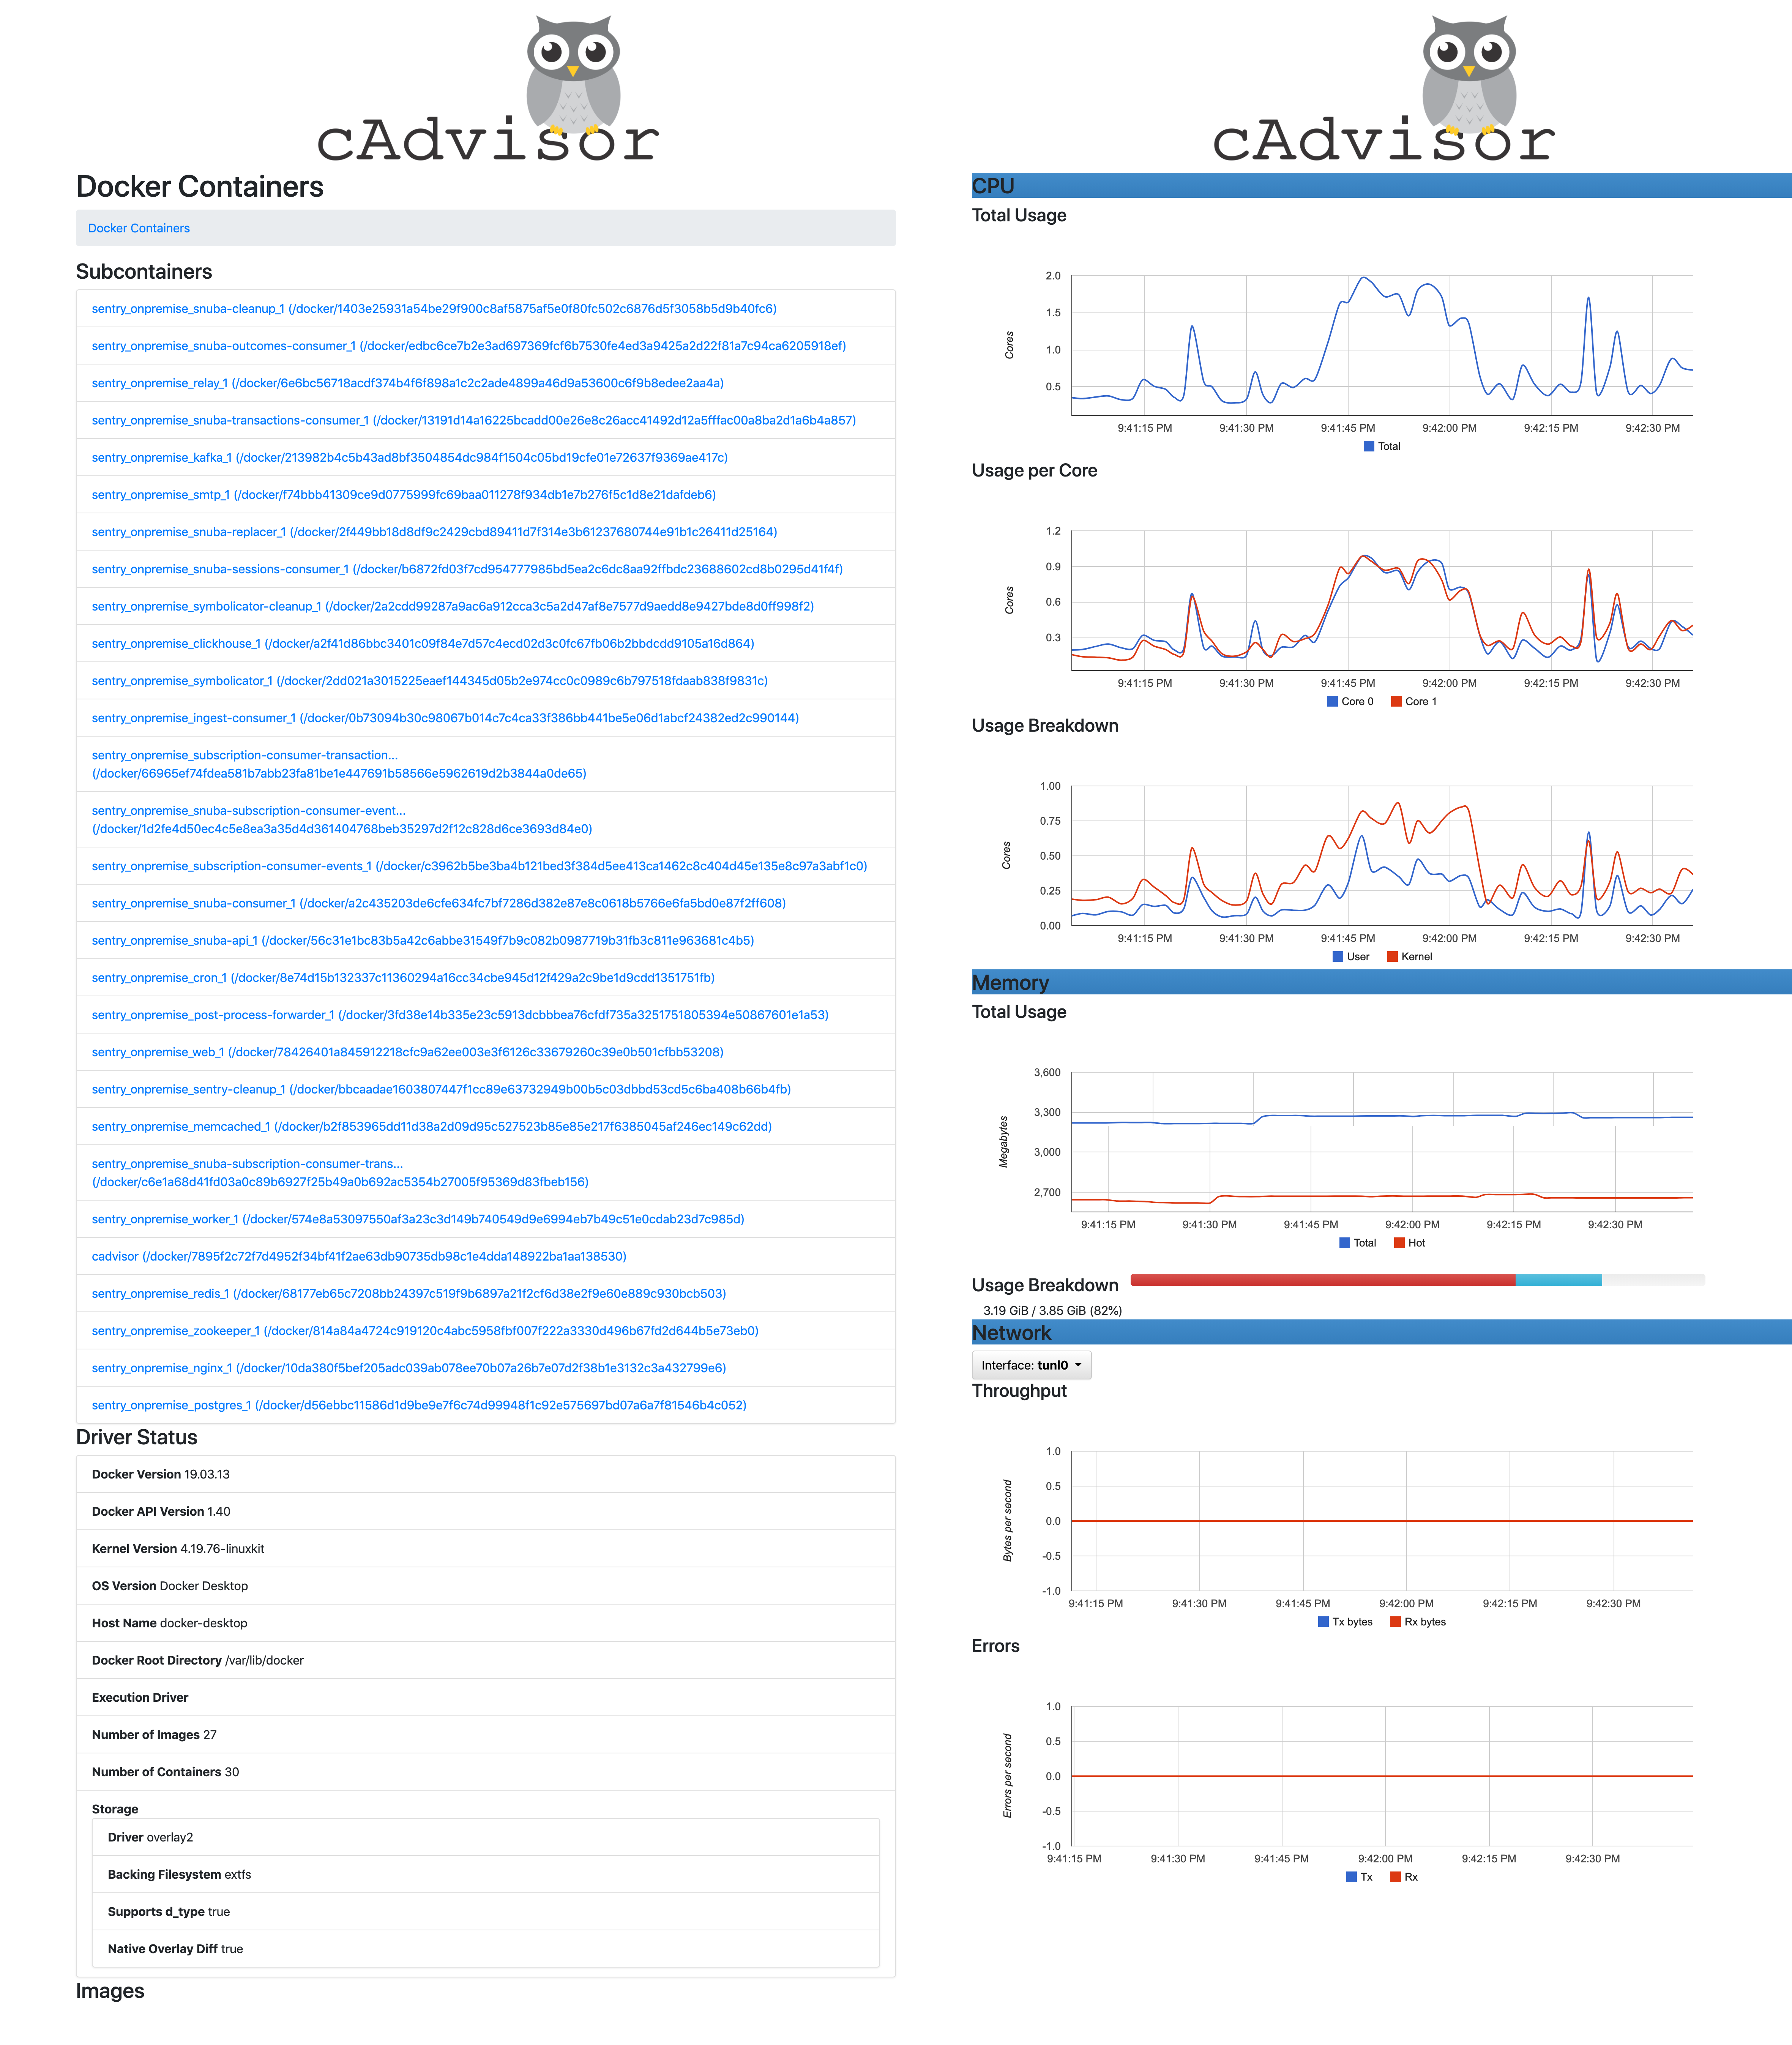 cAdvisor
Docker Containers
Docker Containers
Subcontainers
sentry_onpremise_snuba-cleanup_1 (/docker/1403e25931a54be29f900c8af5875af5e0f80fc502c6876d5f3058b5d9b40fc6)
sentry_onpremise_snuba-outcomes-consumer_1 (/docker/edbc6ce7b2e3ad697369fcf6b7530fe4ed3a9425a2d22f81a7c94ca6205918ef)
sentry_onpremise_relay_1 (/docker/6e6bc56718acdf374b4f6f898a1c2c2ade4899a46d9a53600c6f9b8edee2aa4a)
sentry_onpremise_snuba-transactions-consumer_1 (/docker/13191d14a16225bcadd00e26e8c26acc41492d12a5fffac00a8ba2d1a6b4a857)
sentry_onpremise_kafka_1 (/docker/213982b4c5b43ad8bf3504854dc984f1504c05bd19cfe01e72637f9369ae417c)
sentry_onpremise_smtp_1 (/docker/f74bbb41309ce9d0775999fc69baa011278f934db1e7b276f5c1d8e21dafdeb6)
sentry_onpremise_snuba-replacer_1 (/docker/2f449bb18d8df9c2429cbd89411d7f314e3b61237680744e91b1c26411d25164)
sentry_onpremise_snuba-sessions-consumer_1 (/docker/b6872fd03f7cd954777985bd5ea2c6dc8aa92ffbdc23688602cd8b0295d41f4f)
sentry_onpremise_symbolicator-cleanup_1 (/docker/2a2cdd99287a9ac6a912cca3c5a2d47af8e7577d9aedd8e9427bde8d0ff998f2)
sentry_onpremise_clickhouse_1 (/docker/a2f41d86bbc3401c09f84e7d57c4ecd02d3c0fc67fb06b2bbdcdd9105a16d864)
sentry_onpremise_symbolicator_1 (/docker/2dd021a3015225eaef144345d05b2e974cc0c0989c6b797518fdaab838f9831c)
sentry_onpremise_ingest-consumer_1 (/docker/0b73094b30c98067b014c7c4ca33f386bb441be5e06d1abcf24382ed2c990144)
sentry_onpremise_subscription-consumer-transaction...
(/docker/66965ef74fdea581b7abb23fa81be1e447691b58566e5962619d2b3844a0de65)
sentry_onpremise_snuba-subscription-consumer-event...
(/docker/1d2fe4d50ec4c5e8ea3a35d4d361404768beb35297d2f12c828d6ce3693d84e0)
sentry_onpremise_subscription-consumer-events_1 (/docker/c3962b5be3ba4b121bed3f384d5ee413ca1462c8c404d45e135e8c97a3abf1c0)
sentry_onpremise_snuba-consumer_1 (/docker/a2c435203de6cfe634fc7bf7286d382e87e8c0618b5766e6fa5bd0e87f2ff608)
sentry_onpremise_snuba-api_1 (/docker/56c31e1bc83b5a42c6abbe31549f7b9c082b0987719b31fb3c811e963681c4b5)
sentry_onpremise_cron_1 (/docker/8e74d15b132337c11360294a16cc34cbe945d12f429a2c9be1d9cdd1351751fb)
sentry_onpremise_post-process-forwarder_1 (/docker/3fd38e14b335e23c5913dcbbbea76cfdf735a3251751805394e50867601e1a53)
sentry_onpremise_web_1 (/docker/78426401a845912218cfc9a62ee003e3f6126c33679260c39e0b501cfbb53208)
sentry_onpremise_sentry-cleanup_1 (/docker/bbcaadae1603807447f1cc89e63732949b00b5c03dbbd53cd5c6ba408b66b4fb)
sentry_onpremise_memcached_1 (/docker/b2f853965dd11d38a2d09d95c527523b85e85e217f6385045af246ec149c62dd)
sentry_onpremise_snuba-subscription-consumer-trans...
(/docker/c6e1a68d41fd03a0c89b6927f25b49a0b692ac5354b27005f95369d83fbeb156)
sentry_onpremise_worker_1 (/docker/574e8a53097550af3a23c3d149b740549d9e6994eb7b49c51e0cdab23d7c985d)
cadvisor (/docker/7895f2c72f7d4952f34bf41f2ae63db90735db98c1e4dda148922ba1aa138530)
sentry_onpremise_redis_1 (/docker/68177eb65c7208bb24397c519f9b6897a21f2cf6d38e2f9e60e889c930bcb503)
sentry_onpremise_zookeeper_1 (/docker/814a84a4724c919120c4abc5958fbf007f222a3330d496b67fd2d644b5e73eb0)
sentry_onpremise_nginx_1 (/docker/10da380f5bef205adc039ab078ee70b07a26b7e07d2f38b1e3132c3a432799e6)
sentry_onpremise_postgres_1 (/docker/d56ebbc11586d1d9be9e7f6c74d99948f1c92e575697bd07a6a7f81546b4c052)
Driver Status
Docker Version 19.03.13
Docker API Version 1.40
Kernel Version 4.19.76-linuxkit
OS Version Docker Desktop
Host Name docker-desktop
Docker Root Directory /var/lib/docker
Execution Driver
Number of Images 27
Number of Containers 30
Storage
Driver overlay2
Backing Filesystem extfs
Supports d_type true
Native Overlay Diff true
Images
cAdvisor
CPU
Total Usage
Cores
2.0
1.5
1.0
0.5
9:41:15 PM 9:41:30 PM 9:41:45 PM 9:42:00 PM 9:42:15 PM 9:42:30 PM
Total
Usage per Core
Cores
1.2
0.9
0.6
0.3
9:41:15 PM 9:41:30 PM 9:41:45 PM 9:42:00 PM 9:42:15 PM 9:42:30 PM
Core 0 Core 1
Usage Breakdown
Cores
1.00
0.75
0.50
0.25
0.00
9:41:15 PM 9:41:30 PM 9:41:45 PM 9:42:00 PM 9:42:15 PM 9:42:30 PM
User Kernel
Memory
Total Usage
Megabytes
3,600
3,300
3,000
2,700
9:41:15 PM 9:41:30 PM 9:41:45 PM 9:42:00 PM 9:42:15 PM 9:42:30 PM
Total Hot
Usage Breakdown
3.19 GiB / 3.85 GiB (82%)
Network
Interface: tunl0
Throughput
Bytes per second
1.0
0.5
0.0
-0.5
-1.0
9:41:15 PM 9:41:30 PM 9:41:45 PM 9:42:00 PM 9:42:15 PM 9:42:30 PM
Tx bytes Rx bytes
Errors
Errors per second
1.0
0.5
0.0
-0.5
-1.0
9:41:15 PM 9:41:30 PM 9:41:45 PM 9:42:00 PM 9:42:15 PM 9:42:30 PM
Tx Rx